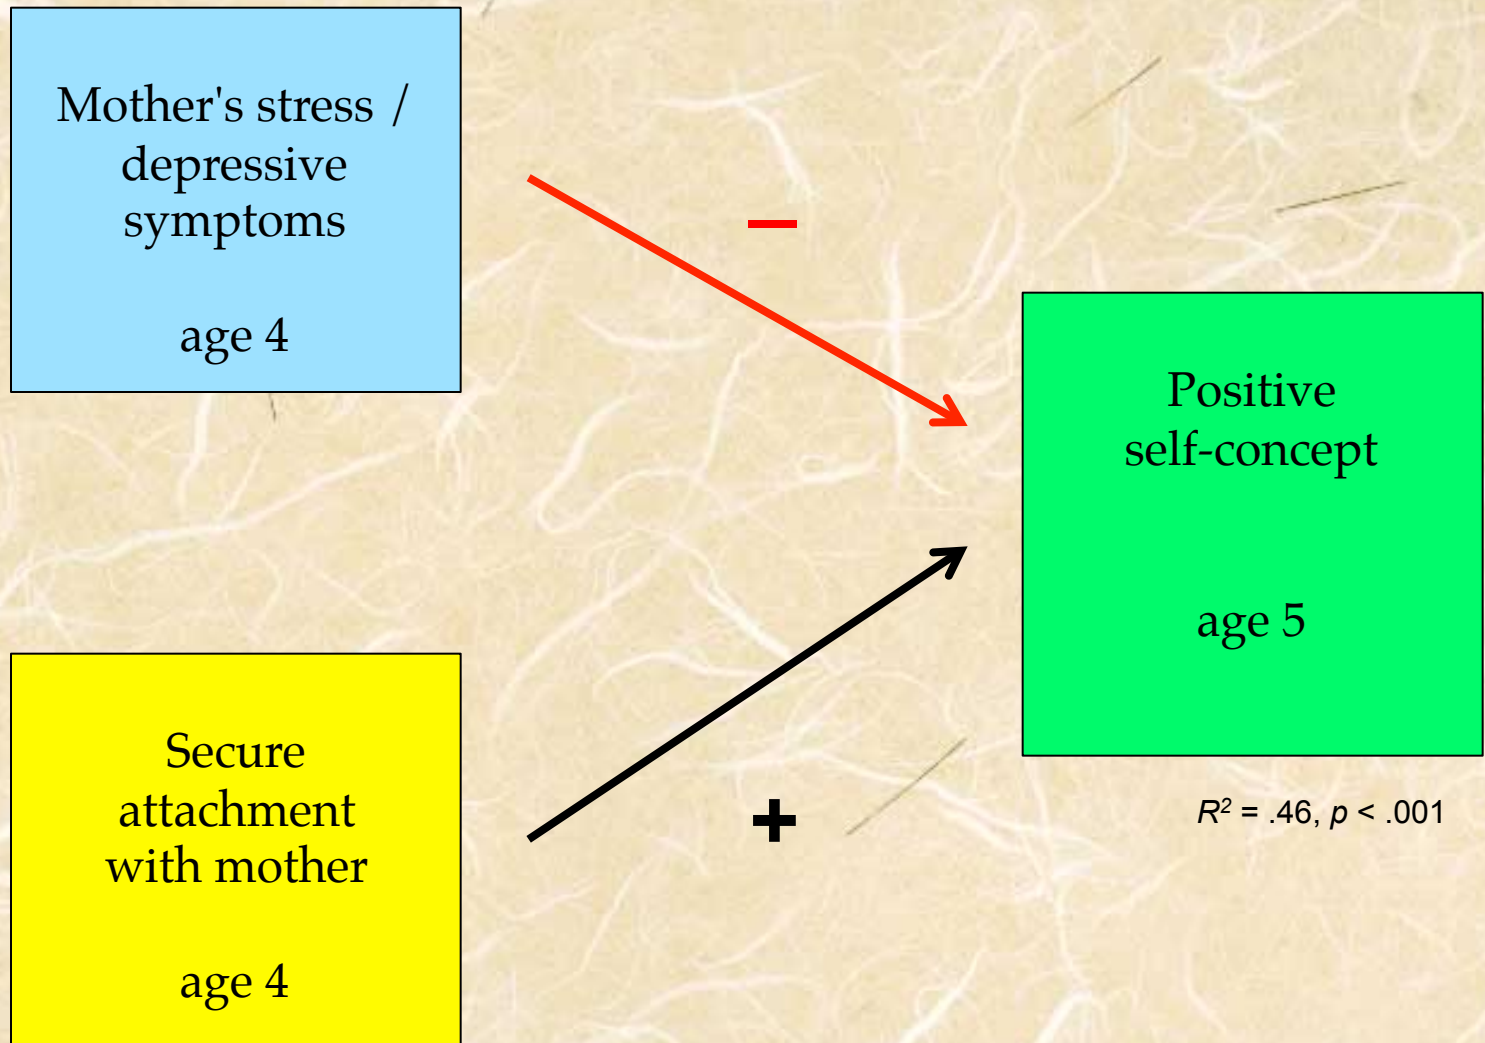 Mother's stress /
depressive
symptoms
age 4
–
Positive
self-concept
age 5
Secure
attachment
with mother
age 4
+
R² = .46, p < .001